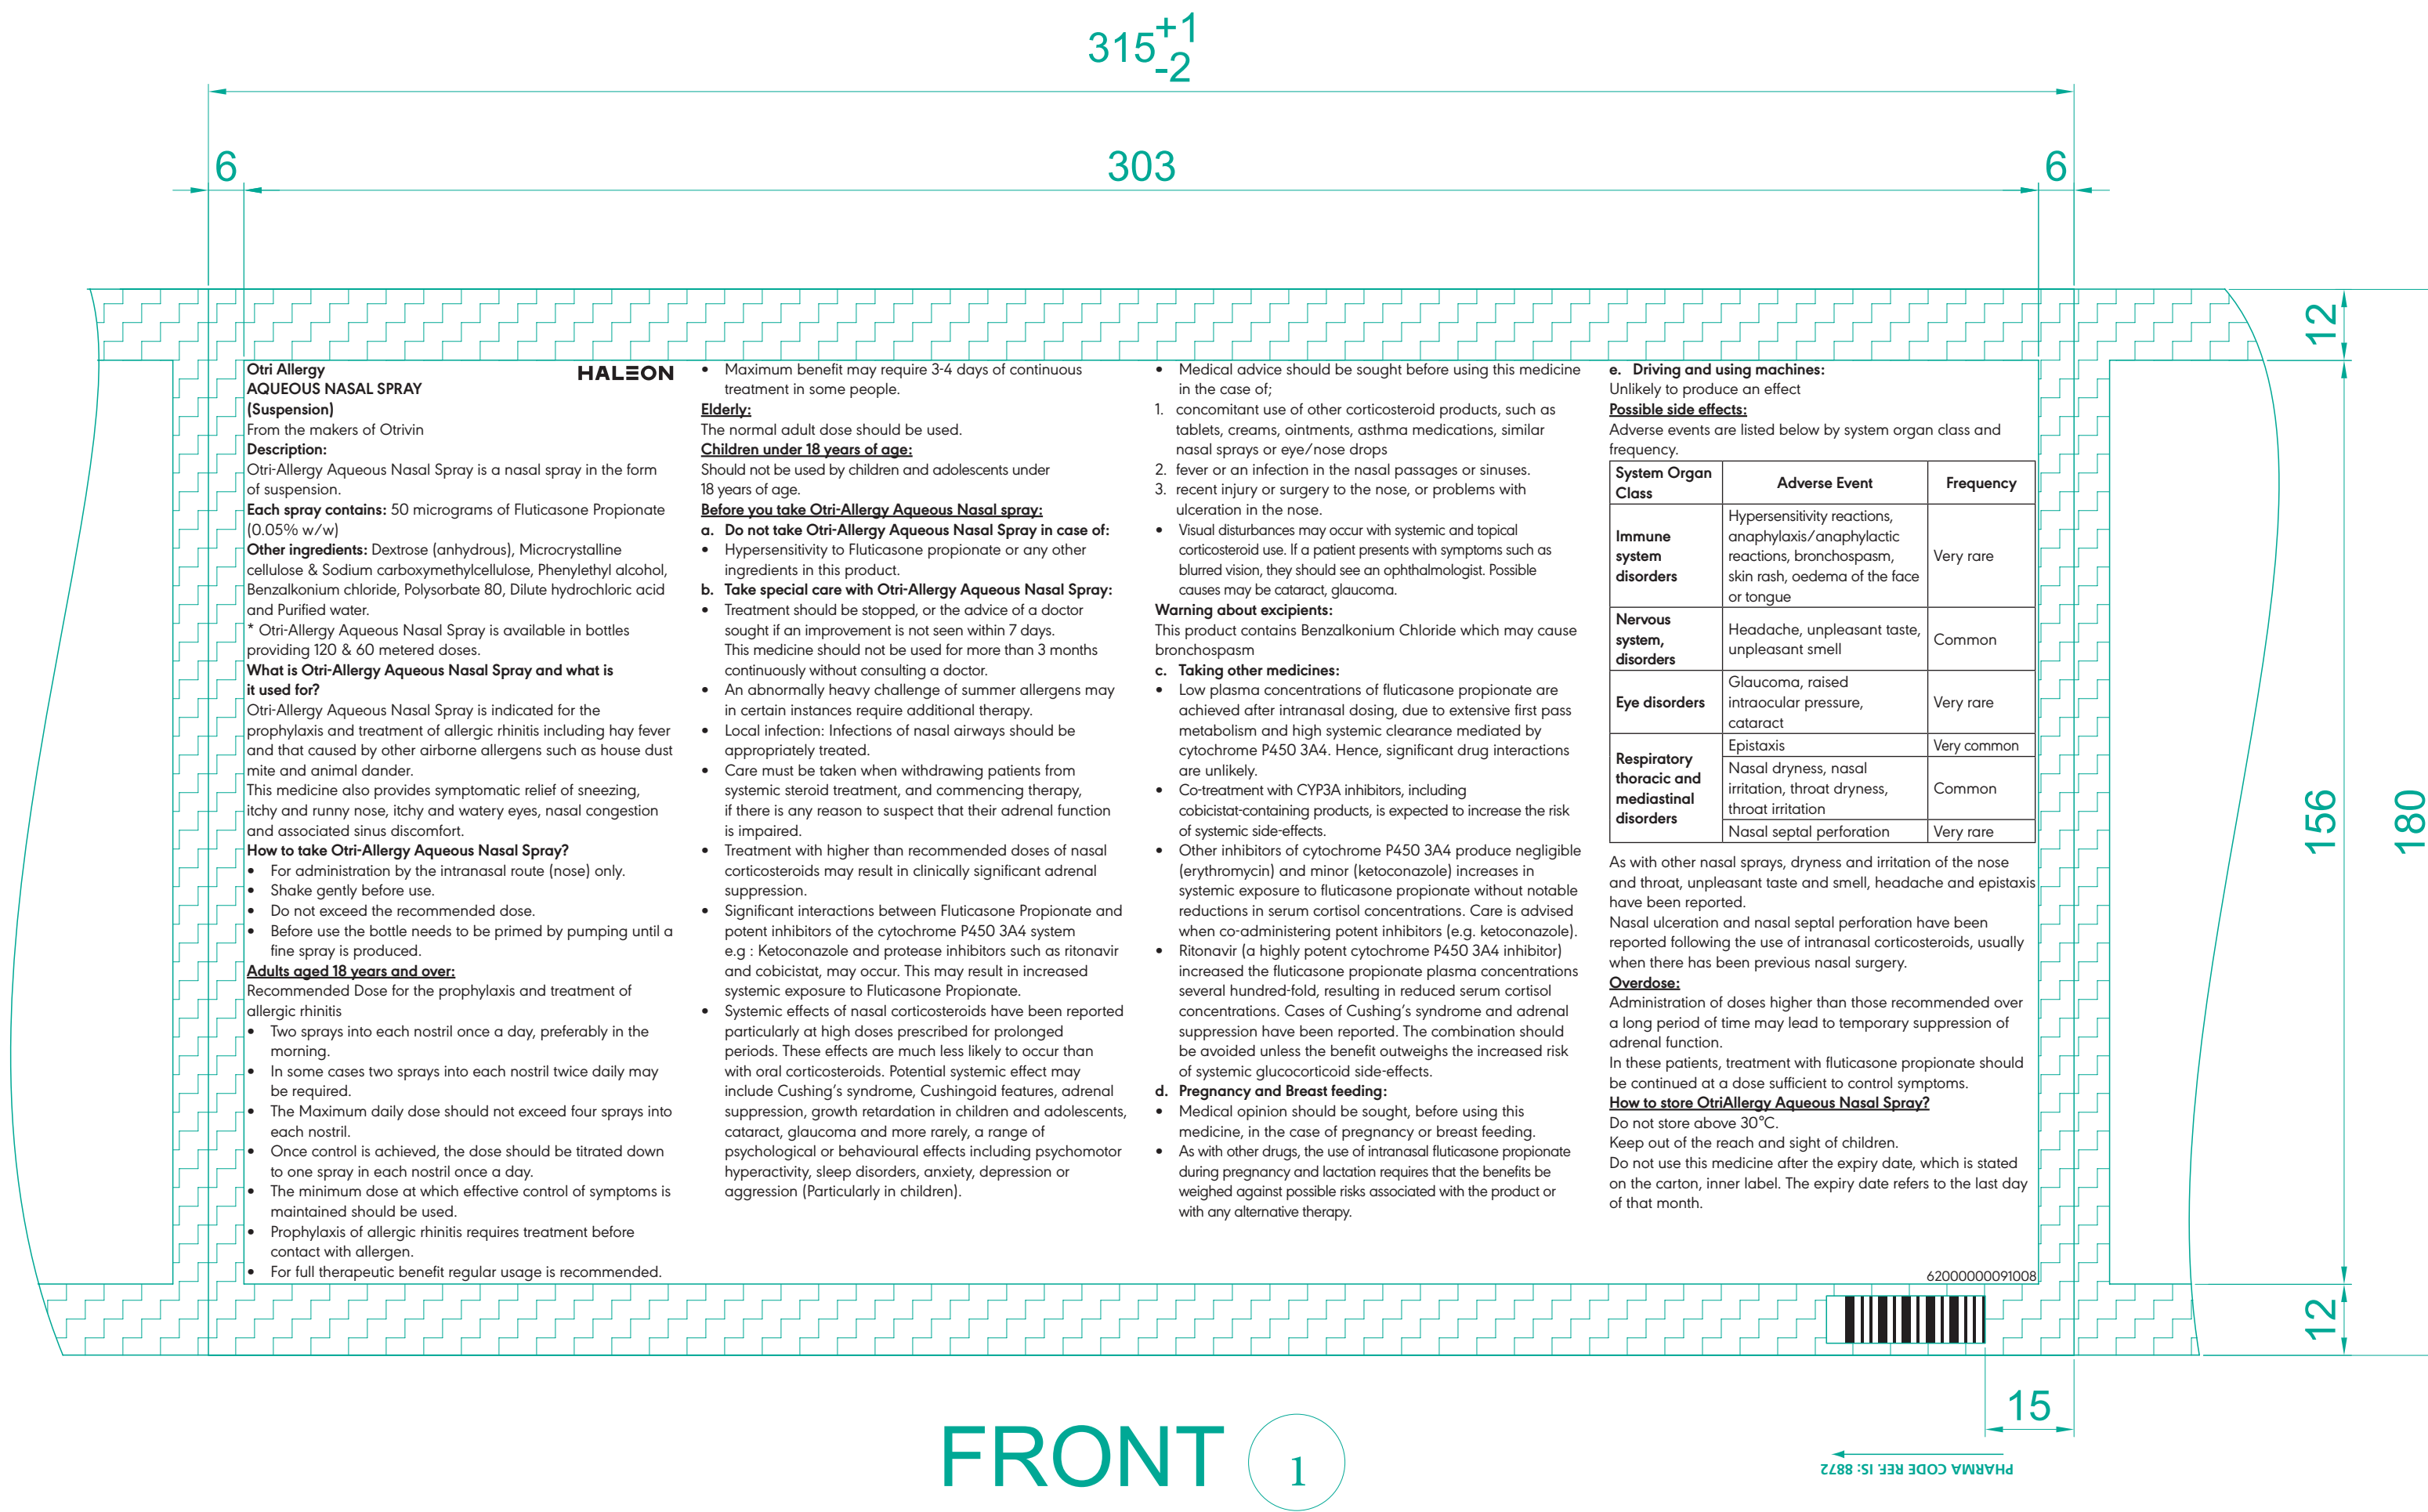 315 +1 -2
6
303
6
Otri Allergy
HALEON
AQUEOUS NASAL SPRAY
(Suspension)
From the makers of Otrivin
Description:
Otri-Allergy Aqueous Nasal Spray is a nasal spray in the form
of suspension.
Each spray contains: 50 micrograms of Fluticasone Propionate
(0.05% w/w)
Other ingredients: Dextrose (anhydrous), Microcrystalline
cellulose & Sodium carboxymethylcellulose, Phenylethyl alcohol,
Benzalkonium chloride, Polysorbate 80, Dilute hydrochloric acid
and Purified water.
* Otri-Allergy Aqueous Nasal Spray is available in bottles
providing 120 & 60 metered doses.
What is Otri-Allergy Aqueous Nasal Spray and what is
it used for?
Otri-Allergy Aqueous Nasal Spray is indicated for the
prophylaxis and treatment of allergic rhinitis including hay fever
and that caused by other airborne allergens such as house dust
mite and animal dander.
This medicine also provides symptomatic relief of sneezing,
itchy and runny nose, itchy and watery eyes, nasal congestion
and associated sinus discomfort.
How to take Otri-Allergy Aqueous Nasal Spray?
• For administration by the intranasal route (nose) only.
• Shake gently before use.
• Do not exceed the recommended dose.
• Before use the bottle needs to be primed by pumping until a
fine spray is produced.
Adults aged 18 years and over:
Recommended Dose for the prophylaxis and treatment of
allergic rhinitis
• Two sprays into each nostril once a day, preferably in the
morning.
• In some cases two sprays into each nostril twice daily may
be required.
• The Maximum daily dose should not exceed four sprays into
each nostril.
• Once control is achieved, the dose should be titrated down
to one spray in each nostril once a day.
• The minimum dose at which effective control of symptoms is
maintained should be used.
• Prophylaxis of allergic rhinitis requires treatment before
contact with allergen.
• For full therapeutic benefit regular usage is recommended.
• Maximum benefit may require 3-4 days of continuous
treatment in some people.
Elderly:
The normal adult dose should be used.
Children under 18 years of age:
Should not be used by children and adolescents under
18 years of age.
Before you take Otri-Allergy Aqueous Nasal spray:
a. Do not take Otri-Allergy Aqueous Nasal Spray in case of:
• Hypersensitivity to Fluticasone propionate or any other
ingredients in this product.
b. Take special care with Otri-Allergy Aqueous Nasal Spray:
• Treatment should be stopped, or the advice of a doctor
sought if an improvement is not seen within 7 days.
This medicine should not be used for more than 3 months
continuously without consulting a doctor.
• An abnormally heavy challenge of summer allergens may
in certain instances require additional therapy.
• Local infection: Infections of nasal airways should be
appropriately treated.
• Care must be taken when withdrawing patients from
systemic steroid treatment, and commencing therapy,
if there is any reason to suspect that their adrenal function
is impaired.
• Treatment with higher than recommended doses of nasal
corticosteroids may result in clinically significant adrenal
suppression.
• Significant interactions between Fluticasone Propionate and
potent inhibitors of the cytochrome P450 3A4 system
e.g : Ketoconazole and protease inhibitors such as ritonavir
and cobicistat, may occur. This may result in increased
systemic exposure to Fluticasone Propionate.
• Systemic effects of nasal corticosteroids have been reported
particularly at high doses prescribed for prolonged
periods. These effects are much less likely to occur than
with oral corticosteroids. Potential systemic effect may
include Cushing's syndrome, Cushingoid features, adrenal
suppression, growth retardation in children and adolescents,
cataract, glaucoma and more rarely, a range of
psychological or behavioural effects including psychomotor
hyperactivity, sleep disorders, anxiety, depression or
aggression (Particularly in children).
• Medical advice should be sought before using this medicine
in the case of;
1. concomitant use of other corticosteroid products, such as
tablets, creams, ointments, asthma medications, similar
nasal sprays or eye/nose drops
2. fever or an infection in the nasal passages or sinuses.
3. recent injury or surgery to the nose, or problems with
ulceration in the nose.
• Visual disturbances may occur with systemic and topical
corticosteroid use. If a patient presents with symptoms such as
blurred vision, they should see an ophthalmologist. Possible
causes may be cataract, glaucoma.
Warning about excipients:
This product contains Benzalkonium Chloride which may cause
bronchospasm
c. Taking other medicines:
• Low plasma concentrations of fluticasone propionate are
achieved after intranasal dosing, due to extensive first pass
metabolism and high systemic clearance mediated by
cytochrome P450 3A4. Hence, significant drug interactions
are unlikely.
• Co-treatment with CYP3A inhibitors, including
cobicistat-containing products, is expected to increase the risk
of systemic side-effects.
• Other inhibitors of cytochrome P450 3A4 produce negligible
(erythromycin) and minor (ketoconazole) increases in
systemic exposure to fluticasone propionate without notable
reductions in serum cortisol concentrations. Care is advised
when co-administering potent inhibitors (e.g. ketoconazole).
• Ritonavir (a highly potent cytochrome P450 3A4 inhibitor)
increased the fluticasone propionate plasma concentrations
several hundred-fold, resulting in reduced serum cortisol
concentrations. Cases of Cushing's syndrome and adrenal
suppression have been reported. The combination should
be avoided unless the benefit outweighs the increased risk
of systemic glucocorticoid side-effects.
d. Pregnancy and Breast feeding:
• Medical opinion should be sought, before using this
medicine, in the case of pregnancy or breast feeding.
• As with other drugs, the use of intranasal fluticasone propionate
during pregnancy and lactation requires that the benefits be
weighed against possible risks associated with the product or
with any alternative therapy.
e. Driving and using machines:
Unlikely to produce an effect
Possible side effects:
Adverse events are listed below by system organ class and
frequency.
System Organ
Class
Adverse Event
Frequency
Immune
system
disorders
Hypersensitivity reactions,
anaphylaxis/anaphylactic
reactions, bronchospasm,
skin rash, oedema of the face
or tongue
Very rare
Nervous
system,
disorders
Headache, unpleasant taste,
unpleasant smell
Common
Eye disorders
Glaucoma, raised
intraocular pressure,
cataract
Very rare
Respiratory
thoracic and
mediastinal
disorders
Epistaxis
Very common
Nasal dryness, nasal
irritation, throat dryness,
throat irritation
Common
Nasal septal perforation
Very rare
As with other nasal sprays, dryness and irritation of the nose
and throat, unpleasant taste and smell, headache and epistaxis
have been reported.
Nasal ulceration and nasal septal perforation have been
reported following the use of intranasal corticosteroids, usually
when there has been previous nasal surgery.
Overdose:
Administration of doses higher than those recommended over
a long period of time may lead to temporary suppression of
adrenal function.
In these patients, treatment with fluticasone propionate should
be continued at a dose sufficient to control symptoms.
How to store OtriAllergy Aqueous Nasal Spray?
Do not store above 30°C.
Keep out of the reach and sight of children.
Do not use this medicine after the expiry date, which is stated
on the carton, inner label. The expiry date refers to the last day
of that month.
62000000091008
12
156
180
12
15
PHARMA CODE REF. IS: 8872
FRONT 1